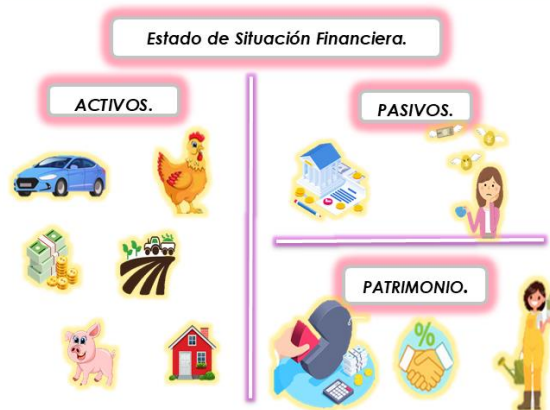 Estado de Situación Financiera.
ACTIVOS.
PASIVOS.
PATRIMONIO.
%